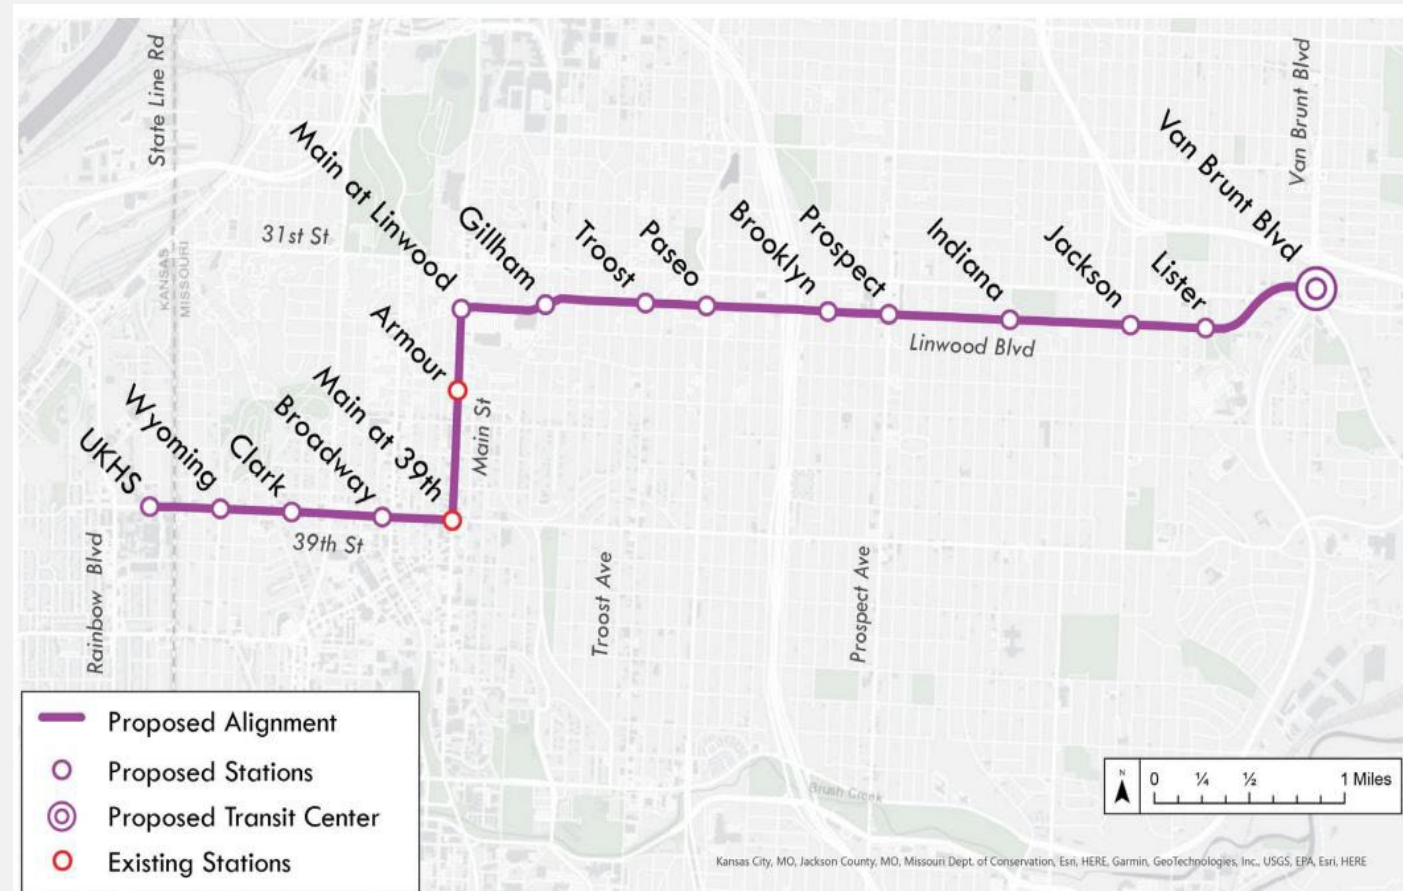 State Line Rd
Van Brunt Blvd
Van Brunt Blvd
Main at Linwood
31st St
KANSAS
MISSOURI
Gillham
Troost
Paseo
Brooklyn
Prospect
Indiana
Jackson
Lister
Linwood Blvd
Armour
Main at 39th
Main St
Broadway
Clark
Wyoming
UKHS
39th St
Rainbow Blvd
Troost Ave
Prospect Ave
Proposed Alignment
Proposed Stations
Proposed Transit Center
Existing Stations
N
0 ¼ ½ 1 Miles
Brush Creek
Kansas City, MO, Jackson County, MO, Missouri Dept. of Conservation, Esri, HERE, Garmin, GeoTechnologies, Inc., USGS, EPA, Esri, HERE